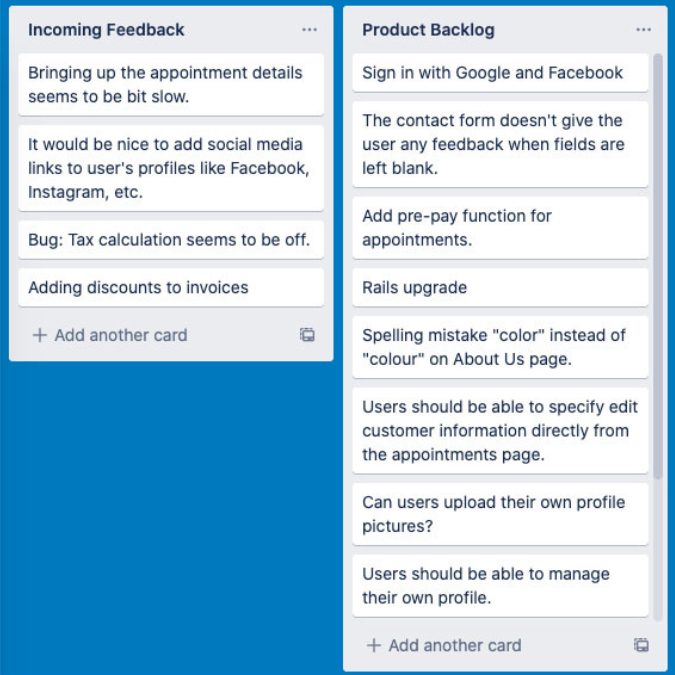 Incoming Feedback
Bringing up the appointment details
seems to be bit slow.
It would be nice to add social media
links to user's profiles like Facebook,
Instagram, etc.
Bug: Tax calculation seems to be off.
Adding discounts to invoices
+ Add another card
Product Backlog
Sign in with Google and Facebook
The contact form doesn't give the
user any feedback when fields are
left blank.
Add pre-pay function for
appointments.
Rails upgrade
Spelling mistake "color" instead of
"colour" on About Us page.
Users should be able to specify edit
customer information directly from
the appointments page.
Can users upload their own profile
pictures?
Users should be able to manage
their own profile.
+ Add another card